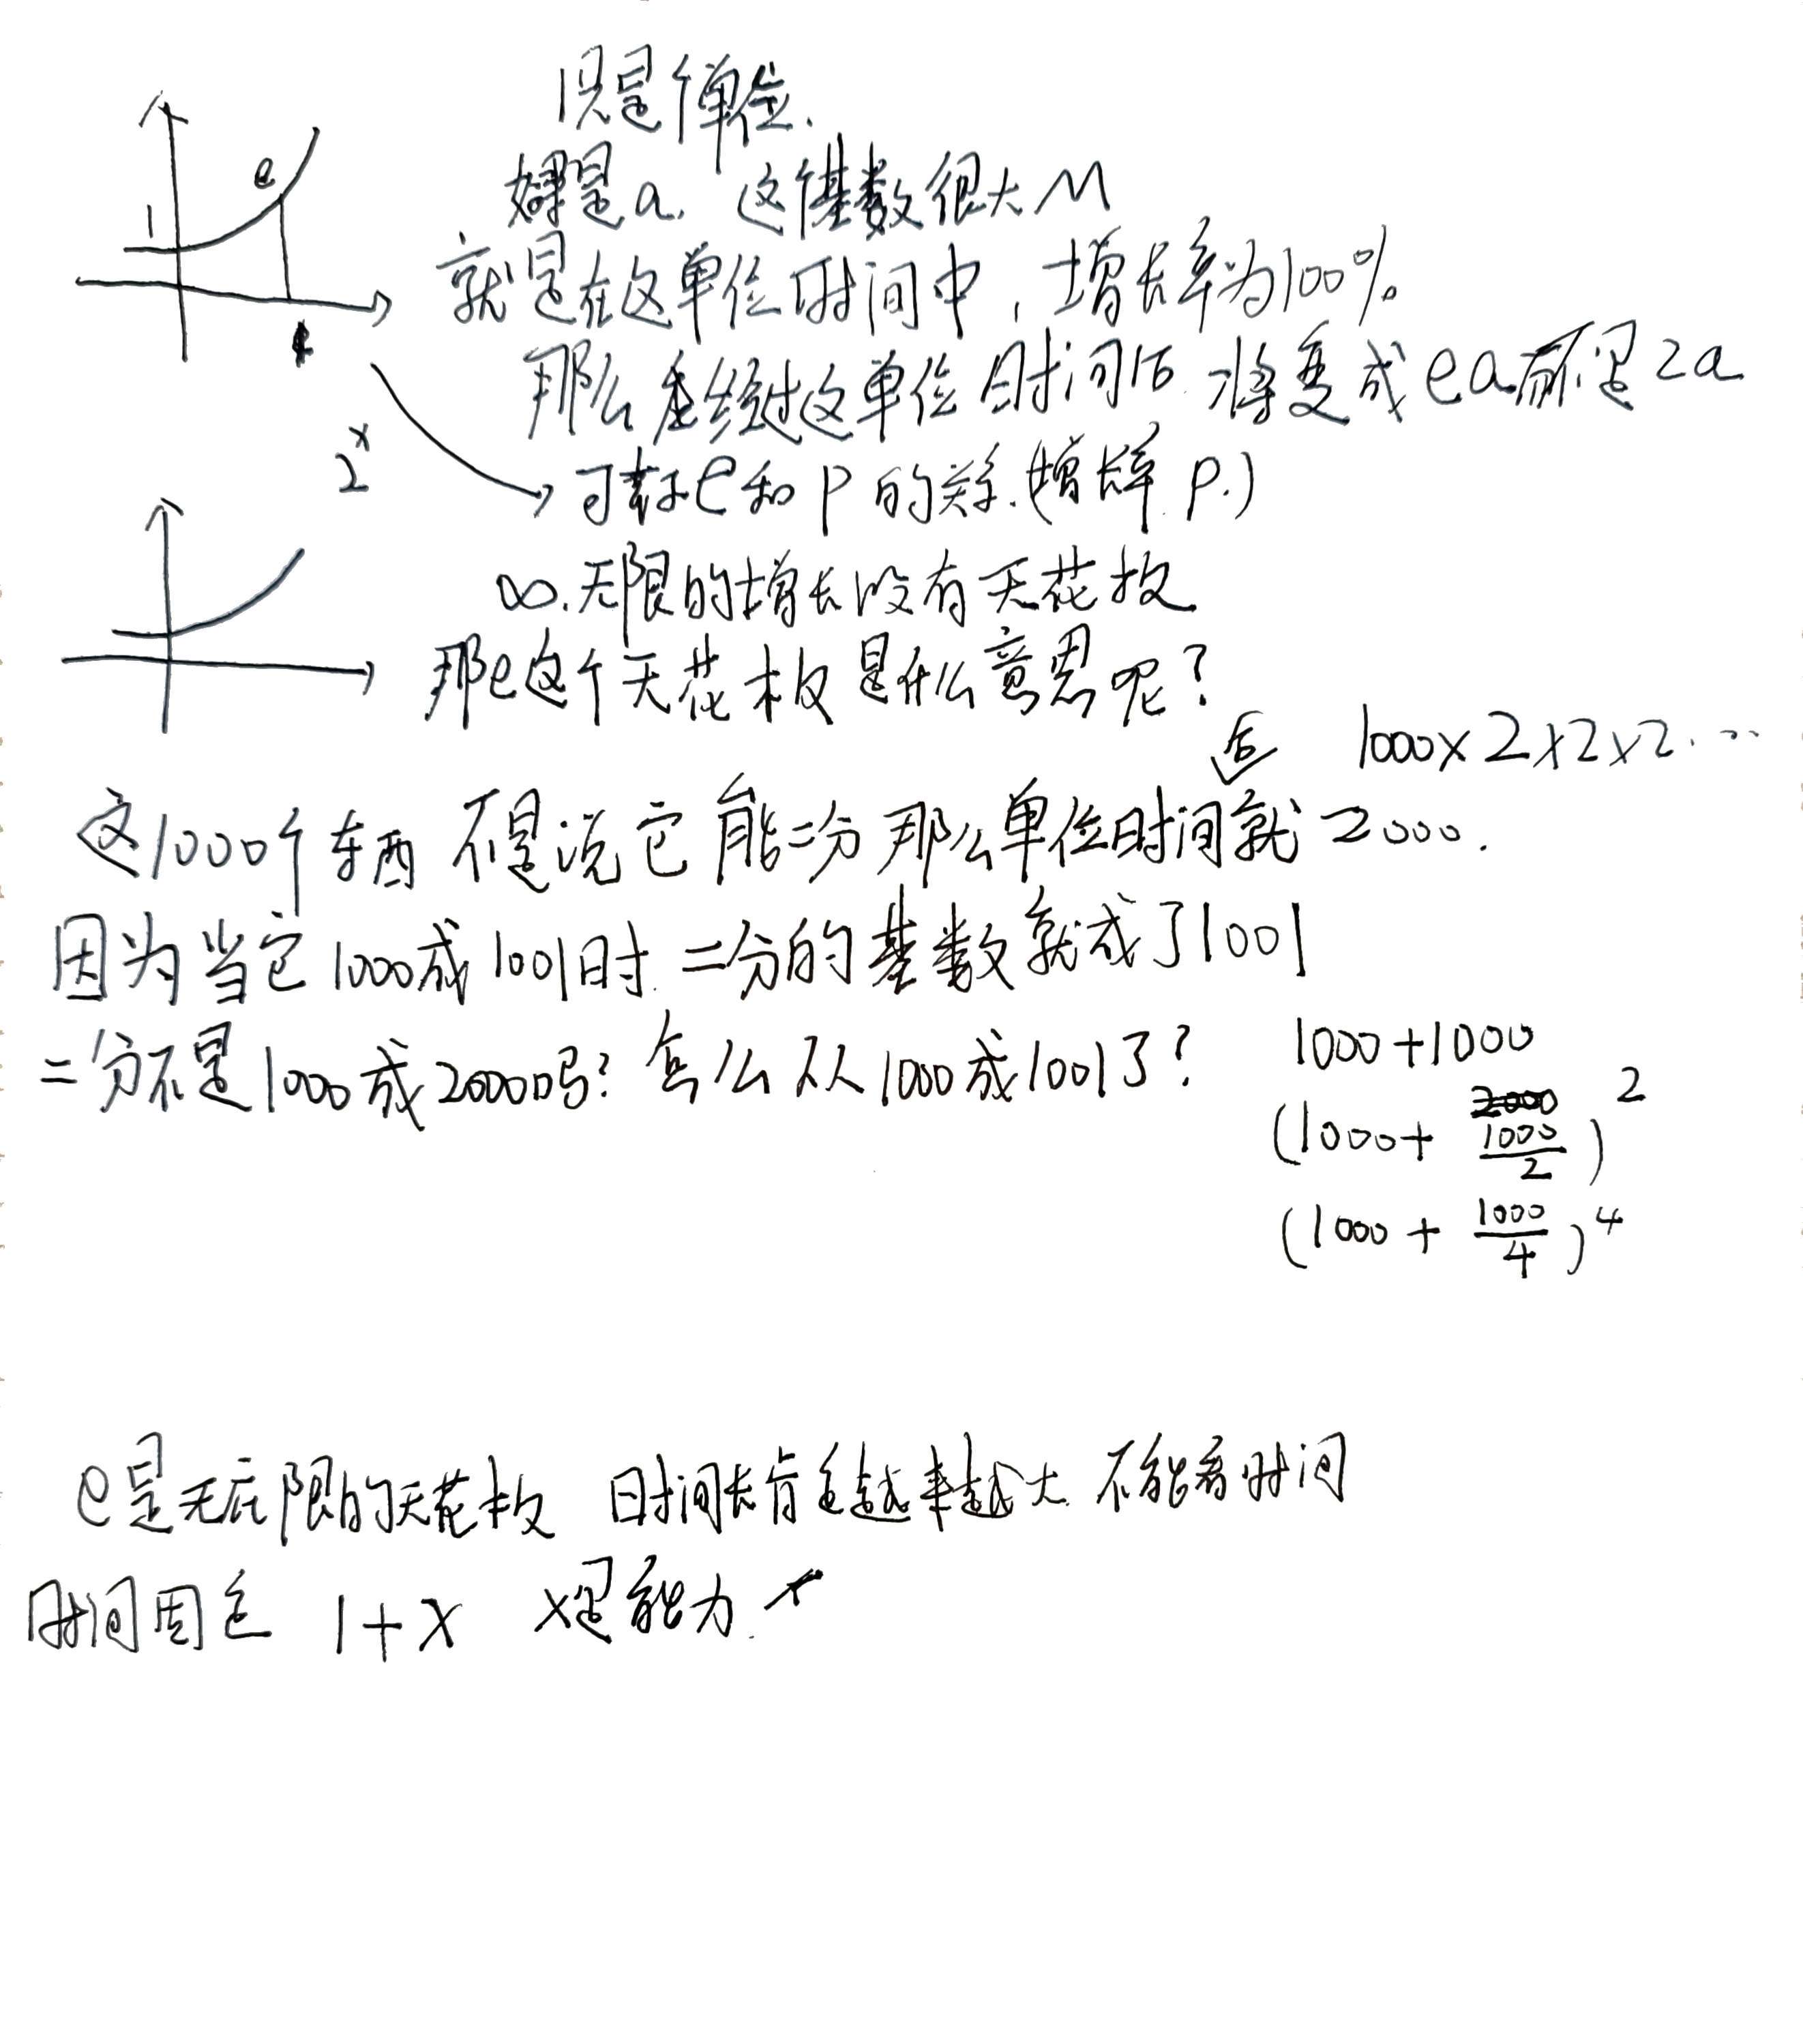 1只是个单位.
如果是a. 这个基数很大 M
就是在这单位时间中, 增长率为100%
1
e
那么 在经过这单位时间后 将变成ea而不是2a
2^x
可表示e和p的关系.(增长率 p.)
∞.无限的增长没有天花板
那e这个天花板是什么意思呢?
1000×2×2×2...
后
这1000个东西 不是说它能二分 那么单位时间就2000.
因为当它1000成1001时 二分的基数就成了1001
二分不是1000成2000吗? 怎么从1000成1001了?
1000+1000
(1000+ 1000/2)^2
(1000+ 1000/4)^4
e是无限的天花板 时间长肯定越来越大 不能看时间
时间固定 1+x x是能力